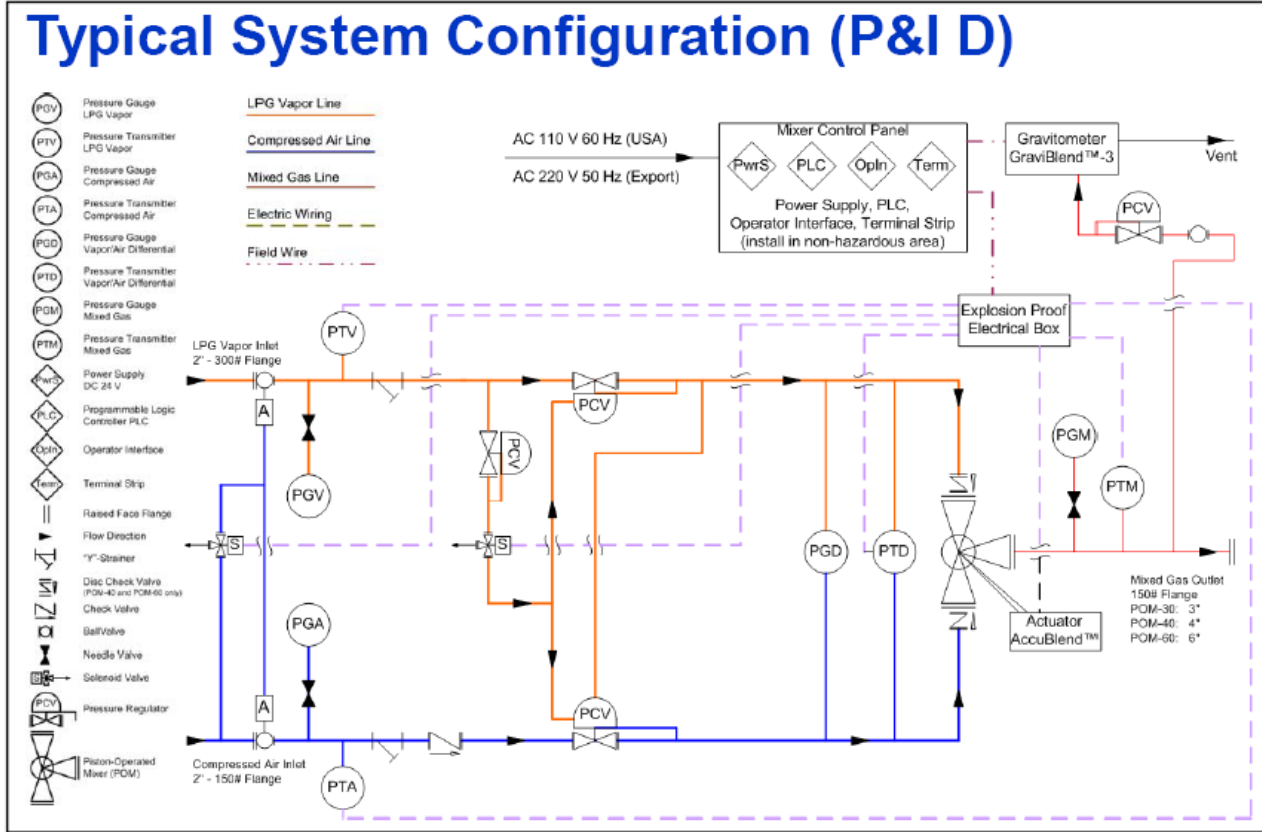 Typical System Configuration (P&I D)
PGV
Pressure Gauge
LPG Vapor
PTV
Pressure Transmitter
LPG Vapor
PGA
Pressure Gauge
Compressed Air
PTA
Pressure Transmitter
Compressed Air
PGD
Pressure Gauge
Vapor/Air Differential
PTD
Pressure Transmitter
Vapor/Air Differential
PGM
Pressure Gauge
Mixed Gas
PTM
Pressure Transmitter
Mixed Gas
PwrS
Power Supply
DC 24 V
PLC
Programmable Logic
Controller PLC
OpIn
Operator Interface
Term
Terminal Strip
Raised Face Flange
Flow Direction
"Y"-Strainer
Disc Check Valve
(POM-40 and POM-60 only)
Check Valve
BallValve
Needle Valve
S
Solenoid Valve
PCV
Pressure Regulator
Piston-Operated
Mixer (POM)
LPG Vapor Line
Compressed Air Line
Mixed Gas Line
Electric Wiring
Field Wire
AC 110 V 60 Hz (USA)
AC 220 V 50 Hz (Export)
Mixer Control Panel
PwrS
PLC
OpIn
Term
Power Supply, PLC,
Operator Interface, Terminal Strip
(install in non-hazardous area)
Gravitometer
GraviBlend™-3
Vent
PCV
Explosion Proof
Electrical Box
PTV
LPG Vapor Inlet
2" - 300# Flange
A
PGV
PCV
PCV
S
S
PGA
A
PCV
PTA
Compressed Air Inlet
2" - 150# Flange
PGD
PTD
PGM
PTM
Actuator
AccuBlend™
Mixed Gas Outlet
150# Flange
POM-30: 3"
POM-40: 4"
POM-60: 6"